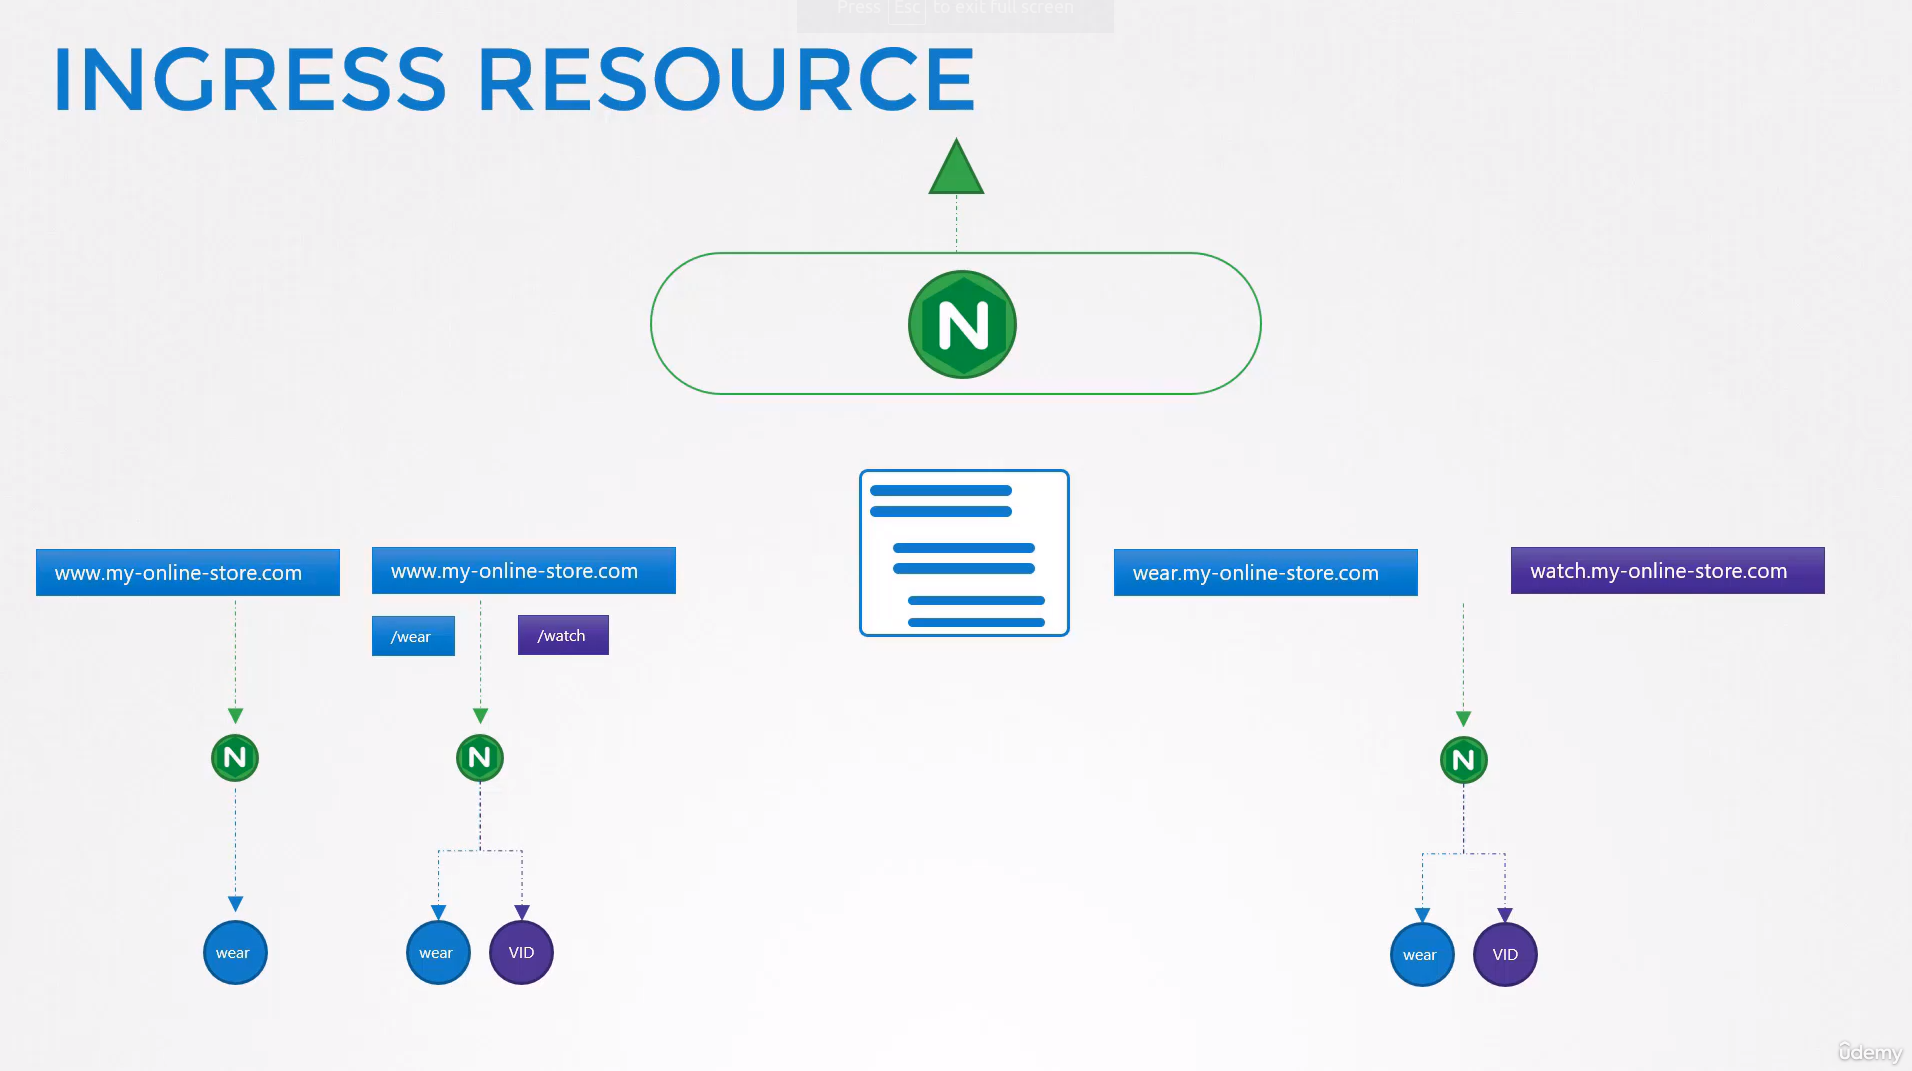 Press Esc to exit full screen
INGRESS RESOURCE
N
www.my-online-store.com
www.my-online-store.com
wear.my-online-store.com
watch.my-online-store.com
/wear
/watch
N
N
N
wear
wear
VID
wear
VID
ûdemy